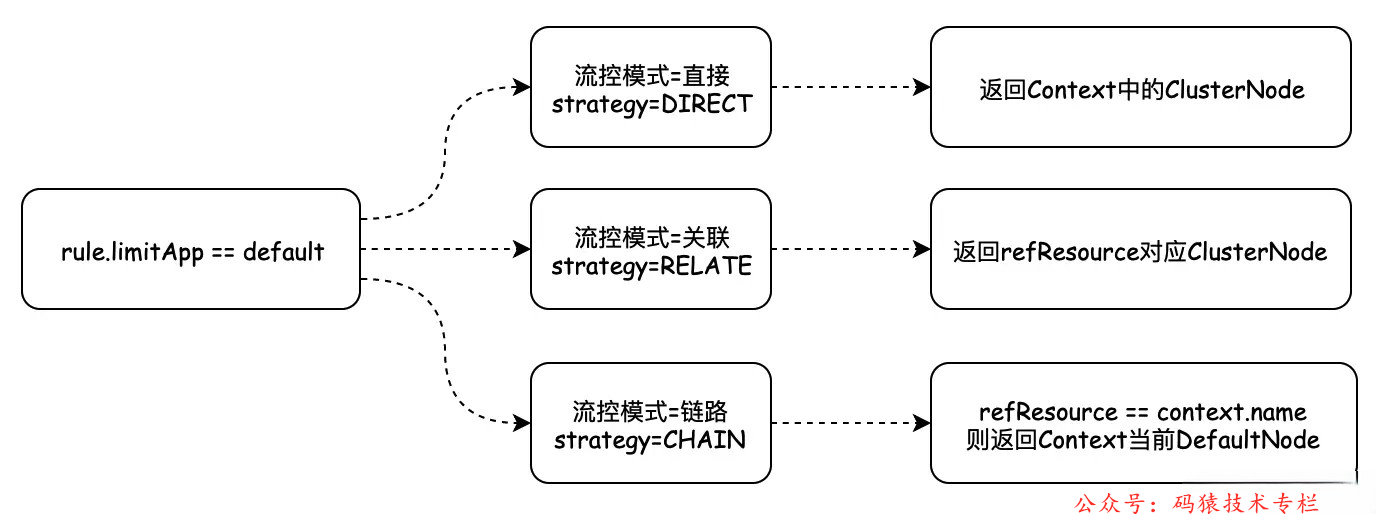 流控模式=直接
strategy=DIRECT
返回Context中的ClusterNode
rule.limitApp == default
流控模式=关联
strategy=RELATE
返回refResource对应ClusterNode
流控模式=链路
strategy=CHAIN
refResource == context.name
则返回Context当前DefaultNode
公众号：码猿技术专栏